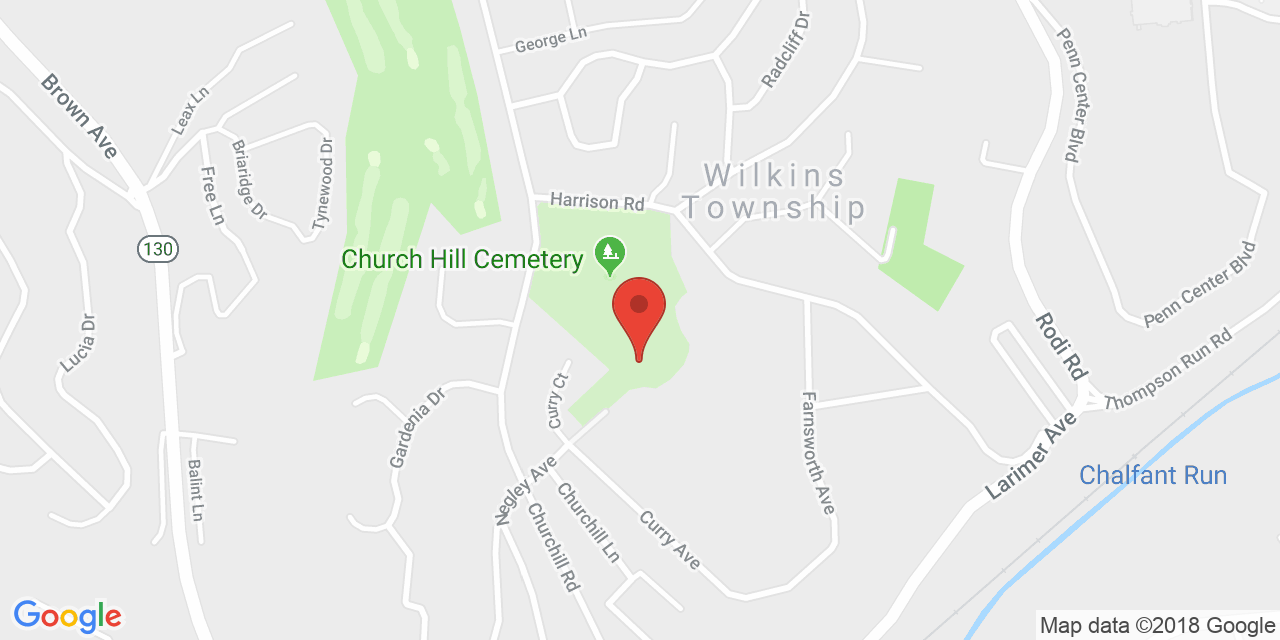 George Ln
Radcliff Dr
Penn Center Blvd
Brown Ave
Leax Ln
Briaridge Dr
Tynewood Dr
Free Ln
Wilkins
Township
Harrison Rd
130
Church Hill Cemetery
Penn Center Blvd
Lucia Dr
Rodi Rd
Thompson Run Rd
Curry Ct
Gardenia Dr
Farnsworth Ave
Larimer Ave
Chalfant Run
Balint Ln
Negley Ave
Churchill Ln
Churchill Rd
Curry Ave
Google
Map data ©2018 Google